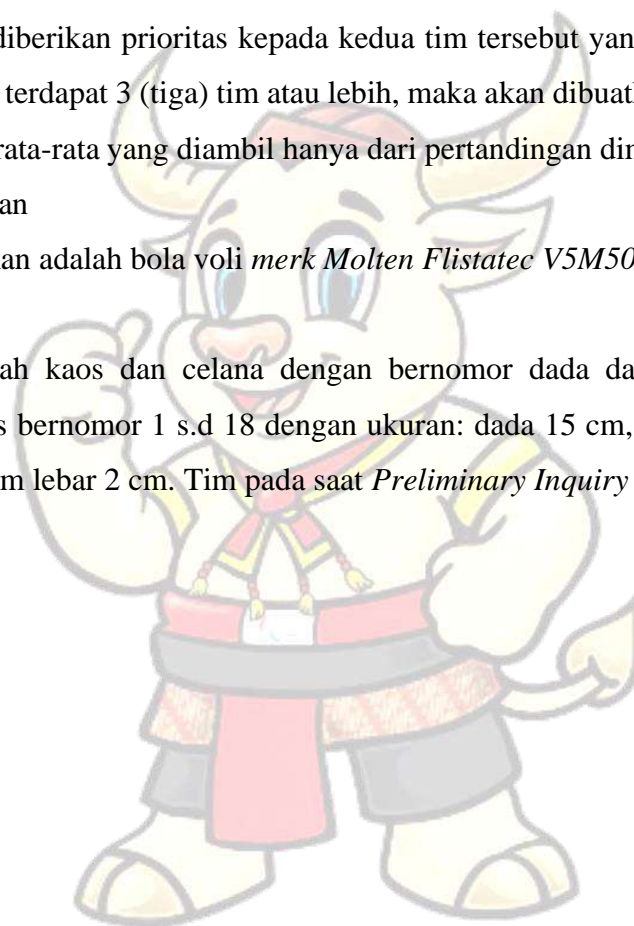 diberikan prioritas kepada kedua tim tersebut yan
terdapat 3 (tiga) tim atau lebih, maka akan dibuatl
rata-rata yang diambil hanya dari pertandingan dir
an
an adalah bola voli merk Molten Flistatec V5M50
ah kaos dan celana dengan bernomor dada da
s bernomor 1 s.d 18 dengan ukuran: dada 15 cm,
m lebar 2 cm. Tim pada saat Preliminary Inquiry